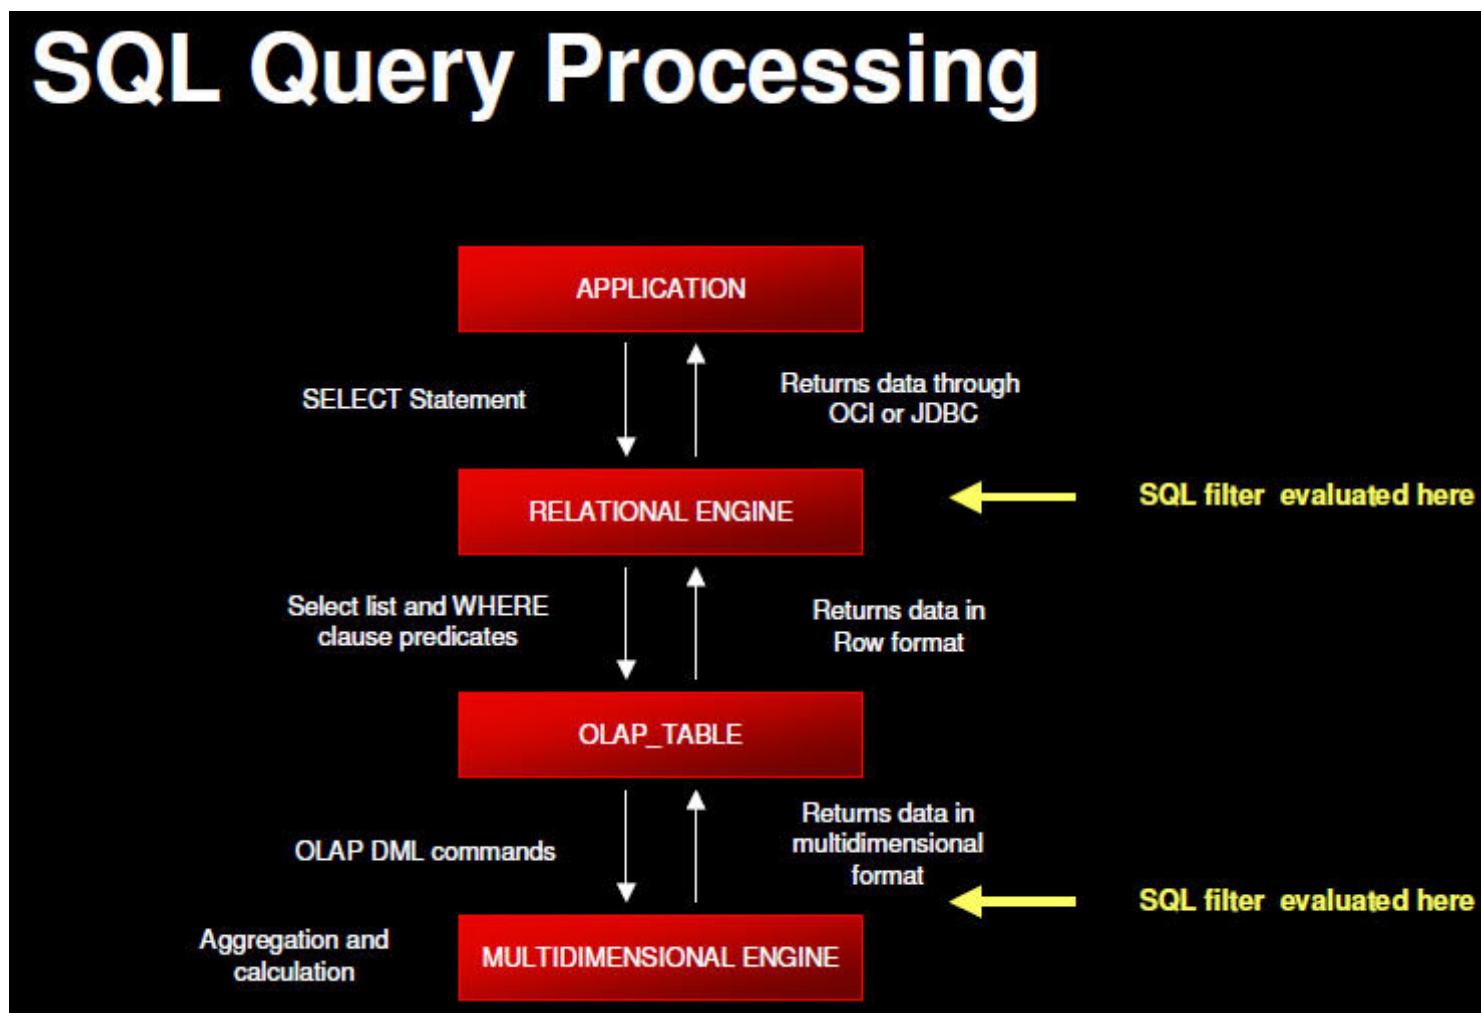 SQL Query Processing
APPLICATION
SELECT Statement
Returns data through
OCI or JDBC
RELATIONAL ENGINE
SQL filter evaluated here
Select list and WHERE
clause predicates
Returns data in
Row format
OLAP_TABLE
OLAP DML commands
Returns data in
multidimensional
format
SQL filter evaluated here
Aggregation and
calculation
MULTIDIMENSIONAL ENGINE